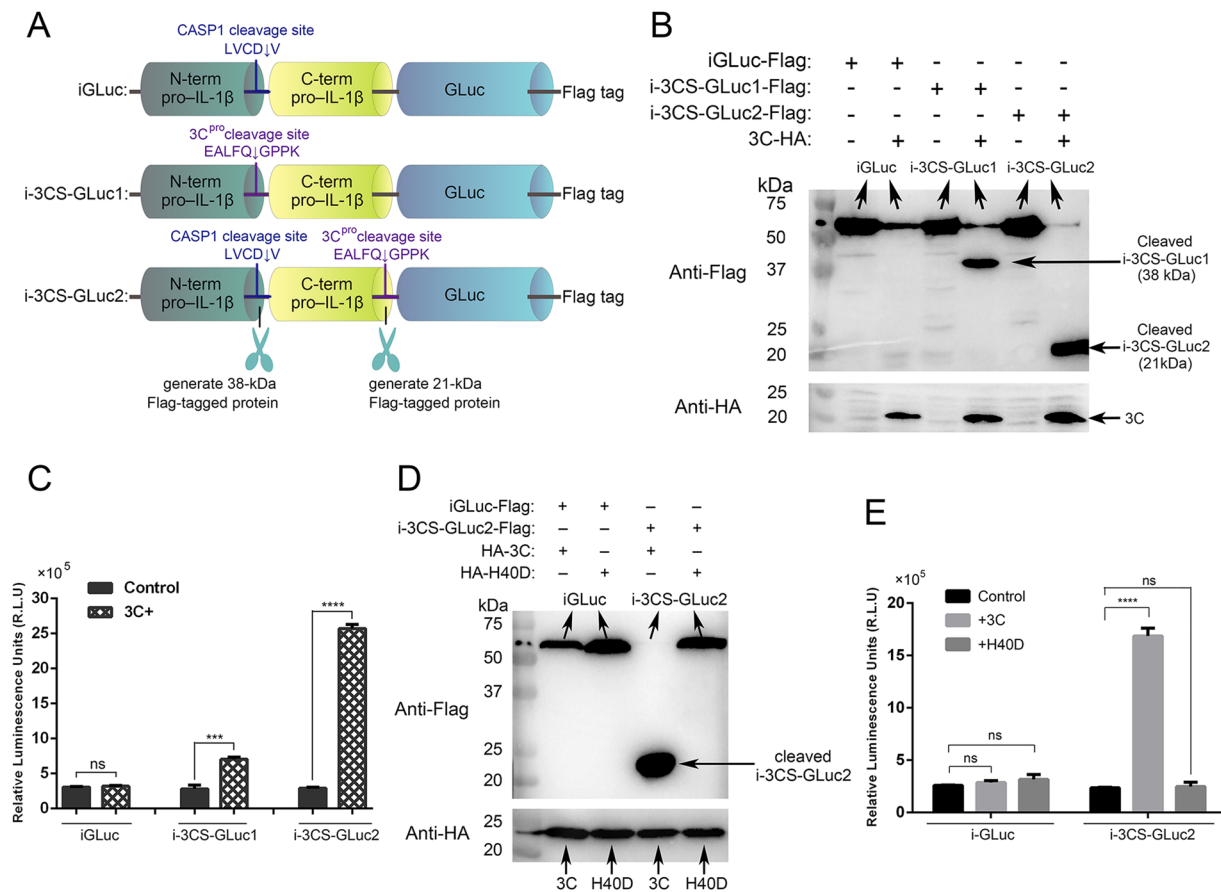 A
CASP1 cleavage site
LVCD↓V
iGLuc:
N-term
pro–IL-1β
C-term
pro–IL-1β
GLuc
Flag tag
3Cpro cleavage site
EALFQ↓GPPK
i-3CS-GLuc1:
N-term
pro–IL-1β
C-term
pro–IL-1β
GLuc
Flag tag
CASP1 cleavage site
LVCD↓V
3Cpro cleavage site
EALFQ↓GPPK
i-3CS-GLuc2:
N-term
pro–IL-1β
C-term
pro–IL-1β
GLuc
Flag tag
generate 38-kDa
Flag-tagged protein
generate 21-kDa
Flag-tagged protein
B
iGLuc-Flag: + + - - - -
i-3CS-GLuc1-Flag: - - + + - -
i-3CS-GLuc2-Flag: - - - - + +
3C-HA: - + - + - +
iGLuc i-3CS-GLuc1 i-3CS-GLuc2
kDa
75
50
37
25
20
Anti-Flag
Cleaved
i-3CS-GLuc1
(38 kDa)
Cleaved
i-3CS-GLuc2
(21kDa)
Anti-HA
25
20
3C
C
Relative Luminescence Units (R.L.U)
×10 5
30
25
20
15
10
5
0
Control
3C+
ns
***
****
iGLuc
i-3CS-GLuc1
i-3CS-GLuc2
D
iGLuc-Flag: + + – –
i-3CS-GLuc2-Flag: – – + +
HA-3C: + – + –
HA-H40D: – + – +
iGLuc i-3CS-GLuc2
kDa
75
50
37
25
20
Anti-Flag
cleaved
i-3CS-GLuc2
Anti-HA
25
20
3C H40D 3C H40D
E
Relative Luminescence Units (R.L.U)
×10 5
20
15
10
5
0
Control
+3C
+H40D
ns
ns
ns
****
i-GLuc
i-3CS-GLuc2